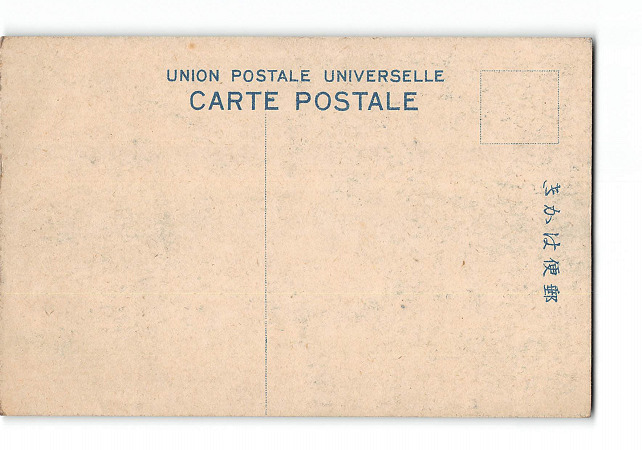 UNION POSTALE UNIVERSELLE
CARTE POSTALE
郵便はかき